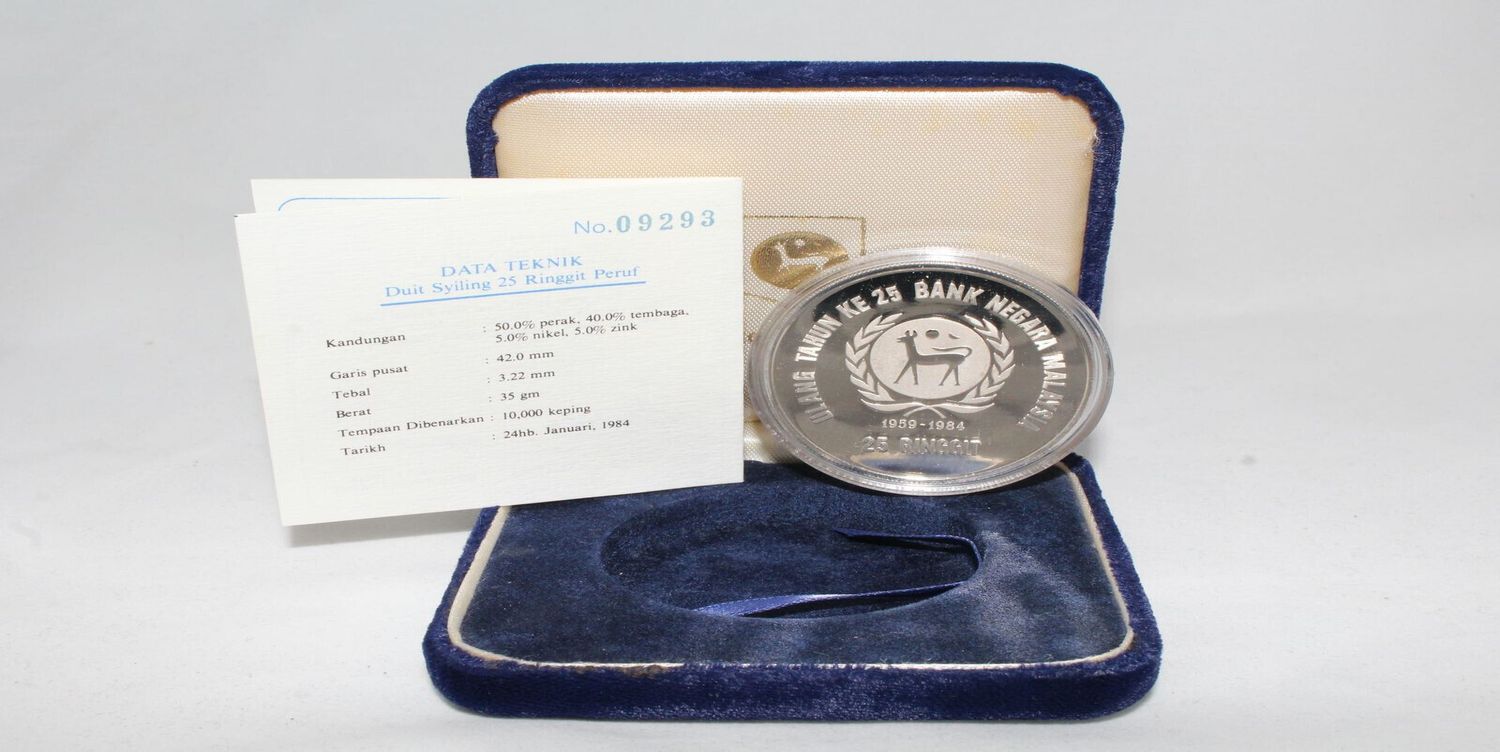 No. 09293
DATA TEKNIK
Duit Syiling 25 Ringgit Peruf
Kandungan : 50.0% perak, 40.0% tembaga,
5.0% nikel, 5.0% zink
Garis pusat : 42.0 mm
Tebal : 3.22 mm
Berat : 35 gm
Tempaan Dibenarkan : 10,000 keping
Tarikh : 24hb. Januari, 1984
ULANG TAHUN KE 25 BANK NEGARA MALAYSIA
1959-1984
25 RINGGIT